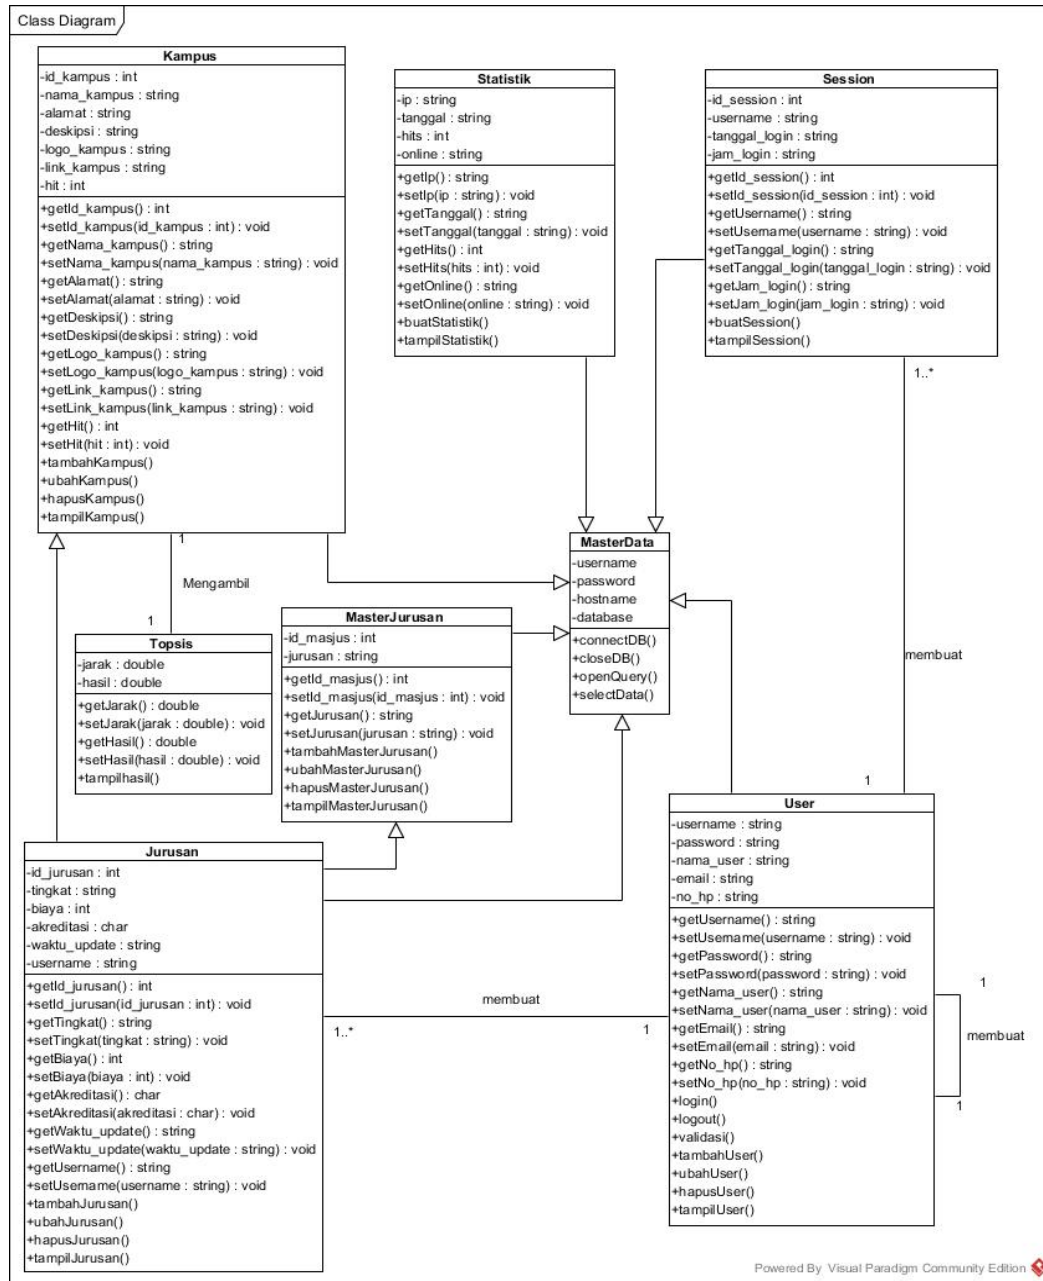 Class Diagram
Kampus
-id_kampus : int
-nama_kampus : string
-alamat : string
-deskipsi : string
-logo_kampus : string
-link_kampus : string
-hit : int
+getId_kampus() : int
+setId_kampus(id_kampus : int) : void
+getNama_kampus() : string
+setNama_kampus(nama_kampus : string) : void
+getAlamat() : string
+setAlamat(alamat : string) : void
+getDeskipsi() : string
+setDeskipsi(deskipsi : string) : void
+getLogo_kampus() : string
+setLogo_kampus(logo_kampus : string) : void
+getLink_kampus() : string
+setLink_kampus(link_kampus : string) : void
+getHit() : int
+setHit(hit : int) : void
+tambahKampus()
+ubahKampus()
+hapusKampus()
+tampilKampus()
Statistik
-ip : string
-tanggal : string
-hits : int
-online : string
+getIp() : string
+setIp(ip : string) : void
+getTanggal() : string
+setTanggal(tanggal : string) : void
+getHits() : int
+setHits(hits : int) : void
+getOnline() : string
+setOnline(online : string) : void
+buatStatistik()
+tampilStatistik()
Session
-id_session : int
-username : string
-tanggal_login : string
-jam_login : string
+getId_session() : int
+setId_session(id_session : int) : void
+getUsername() : string
+setUsername(username : string) : void
+getTanggal_login() : string
+setTanggal_login(tanggal_login : string) : void
+getJam_login() : string
+setJam_login(jam_login : string) : void
+buatSession()
+tampilSession()
1..*
1
Mengambil
1
MasterData
-username
-password
-hostname
-database
+connectDB()
+closeDB()
+openQuery()
+selectData()
MasterJurusan
-id_masjus : int
-jurusan : string
+getId_masjus() : int
+setId_masjus(id_masjus : int) : void
+getJurusan() : string
+setJurusan(jurusan : string) : void
+tambahMasterJurusan()
+ubahMasterJurusan()
+hapusMasterJurusan()
+tampilMasterJurusan()
Topsis
-jarak : double
-hasil : double
+getJarak() : double
+setJarak(jarak : double) : void
+getHasil() : double
+setHasil(hasil : double) : void
+tampilhasil()
membuat
1
User
-username : string
-password : string
-nama_user : string
-email : string
-no_hp : string
+getUsername() : string
+setUsername(username : string) : void
+getPassword() : string
+setPassword(password : string) : void
+getNama_user() : string
+setNama_user(nama_user : string) : void
+getEmail() : string
+setEmail(email : string) : void
+getNo_hp() : string
+setNo_hp(no_hp : string) : void
+login()
+logout()
+validasi()
+tambahUser()
+ubahUser()
+hapusUser()
+tampilUser()
Jurusan
-id_jurusan : int
-tingkat : string
-biaya : int
-akreditasi : char
-waktu_update : string
-username : string
+getId_jurusan() : int
+setId_jurusan(id_jurusan : int) : void
+getTingkat() : string
+setTingkat(tingkat : string) : void
+getBiaya() : int
+setBiaya(biaya : int) : void
+getAkreditasi() : char
+setAkreditasi(akreditasi : char) : void
+getWaktu_update() : string
+setWaktu_update(waktu_update : string) : void
+getUsername() : string
+setUsername(username : string) : void
+tambahJurusan()
+ubahJurusan()
+hapusJurusan()
+tampilJurusan()
membuat
1..*
1
1
membuat
1
Powered By Visual Paradigm Community Edition